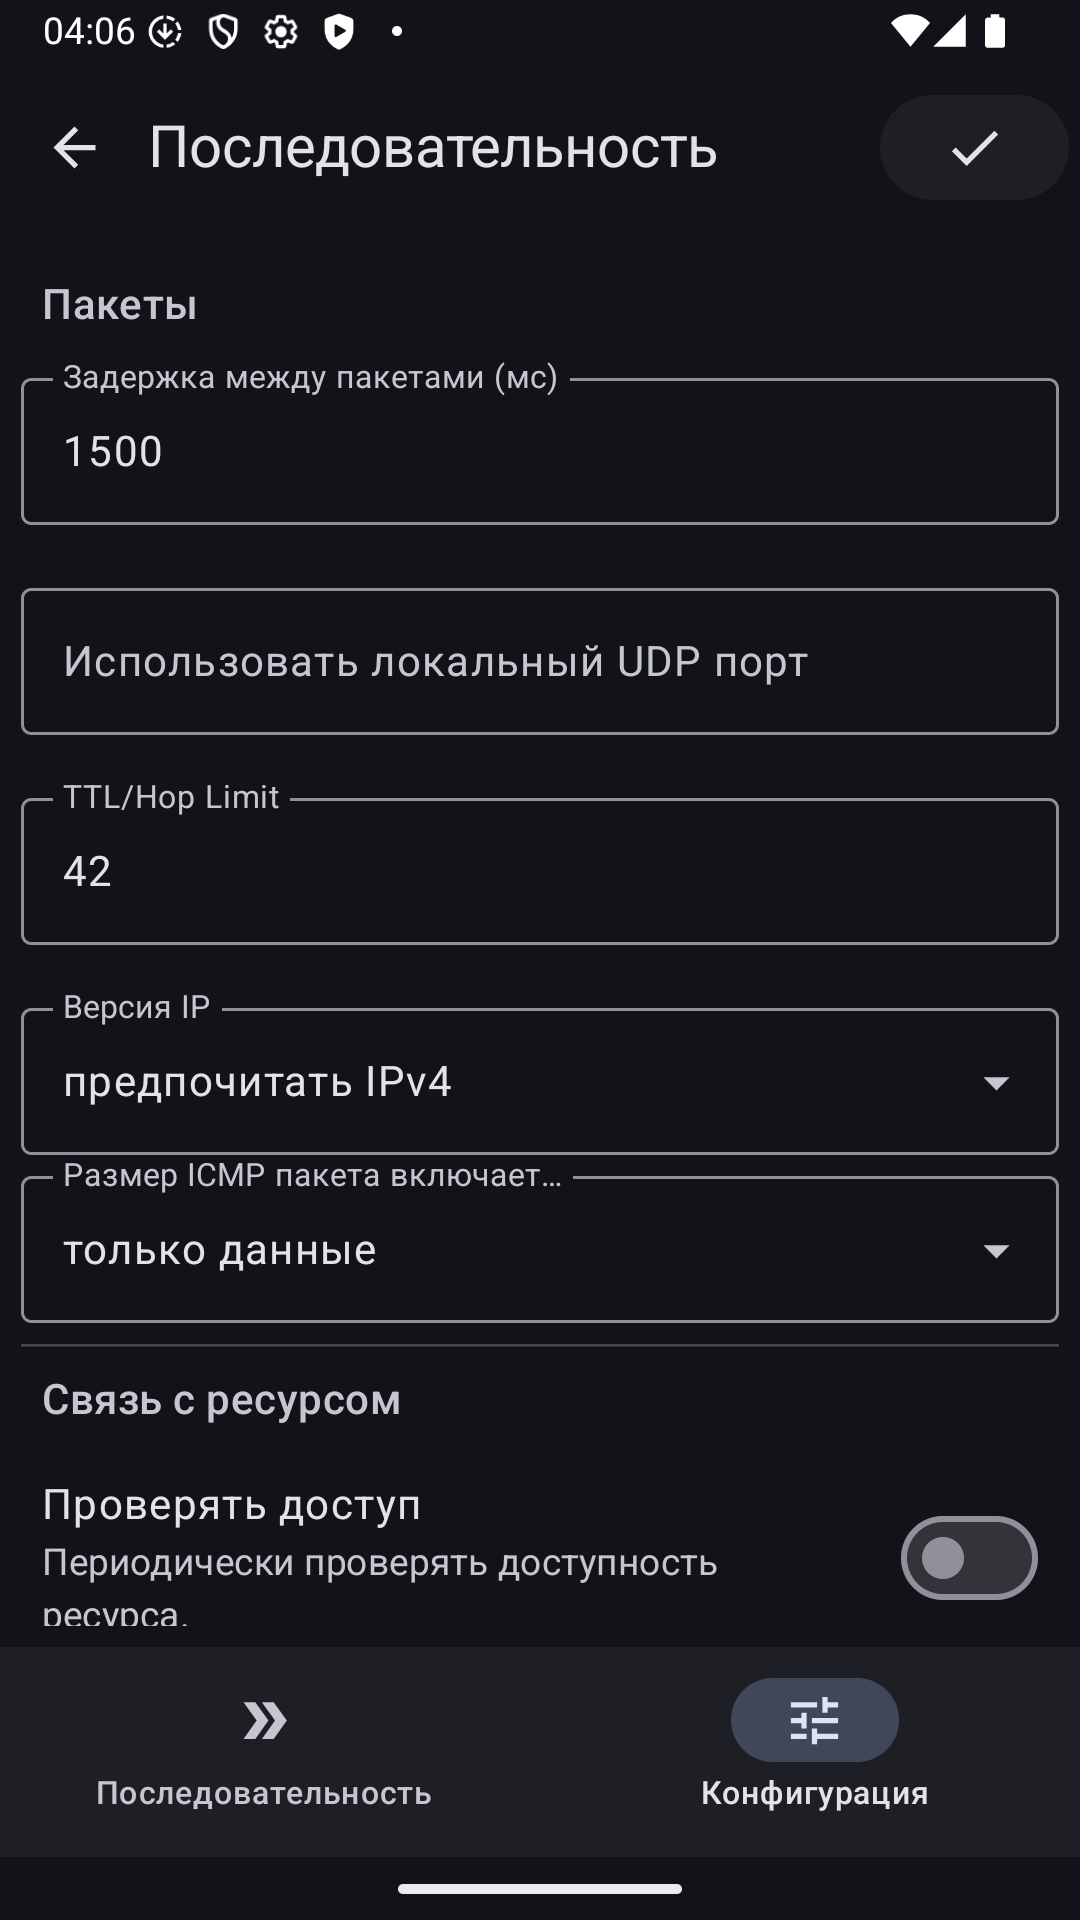 04:06
Последовательность
Пакеты
Задержка между пакетами (мс)
1500
Использовать локальный UDP порт
TTL/Hop Limit
42
Версия IP
предпочитать IPv4
Размер ICMP пакета включает…
только данные
Связь с ресурсом
Проверять доступ
Периодически проверять доступность
ресурса.
Последовательность
Конфигурация